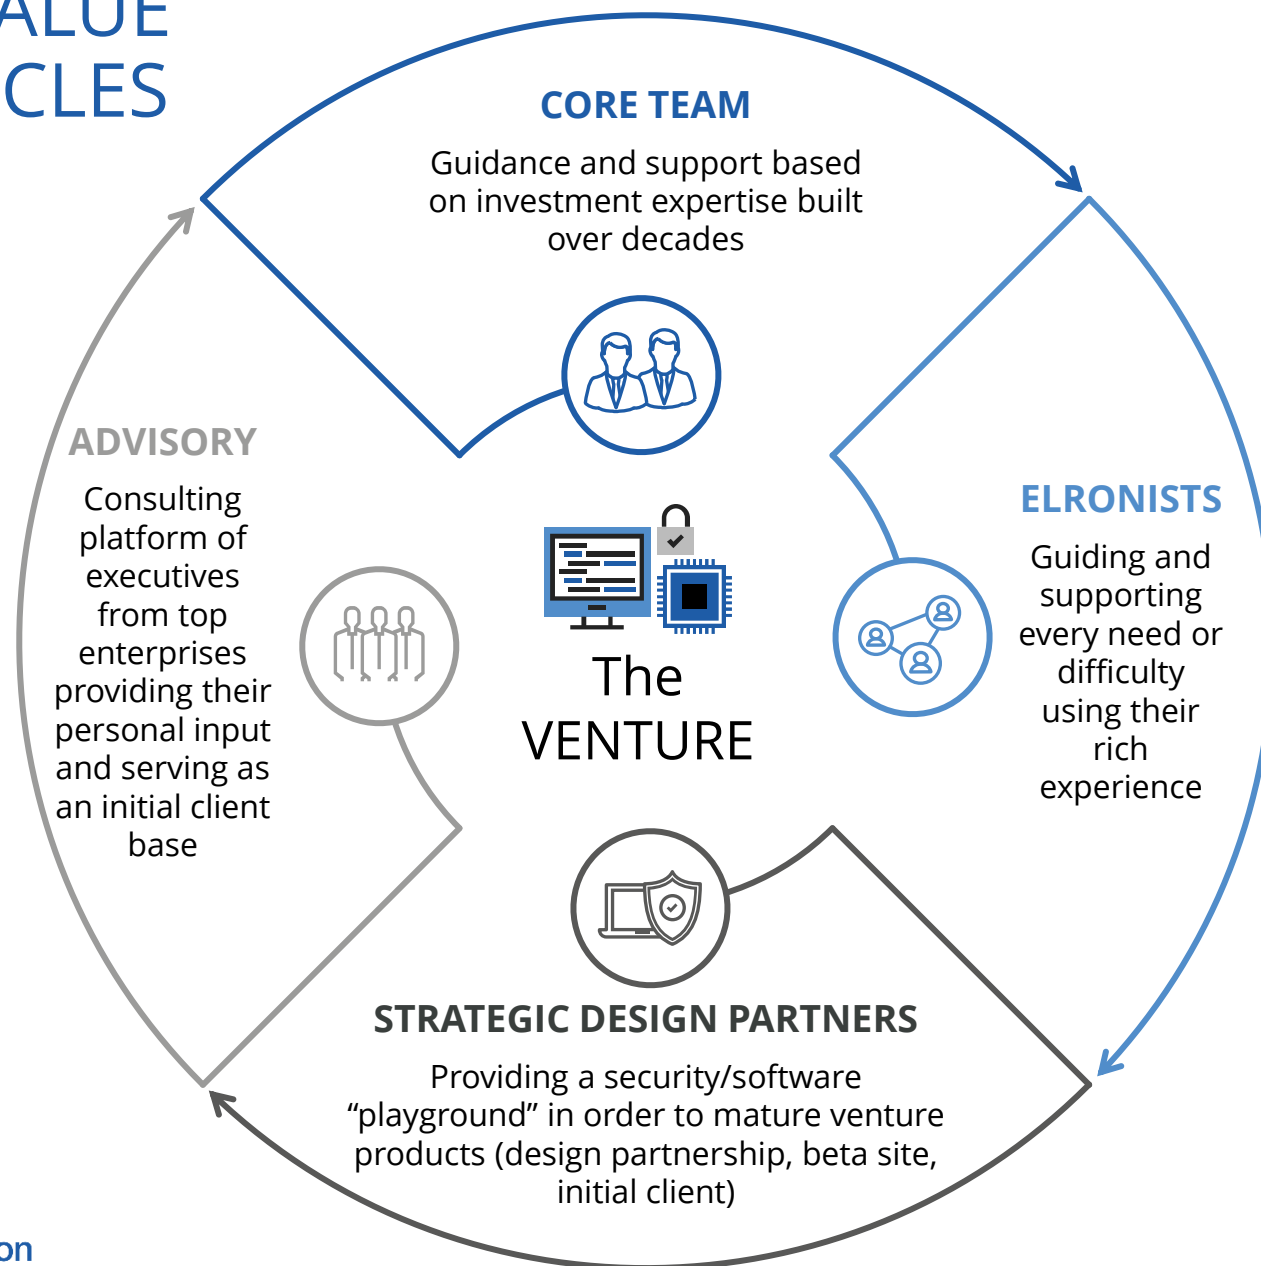 ALUE
CLES
CORE TEAM
Guidance and support based
on investment expertise built
over decades
ELRONISTS
Guiding and
supporting
every need or
difficulty
using their
rich
experience
STRATEGIC DESIGN PARTNERS
Providing a security/software
“playground” in order to mature venture
products (design partnership, beta site,
initial client)
ADVISORY
Consulting
platform of
executives
from top
enterprises
providing their
personal input
and serving as
an initial client
base
The
VENTURE
on